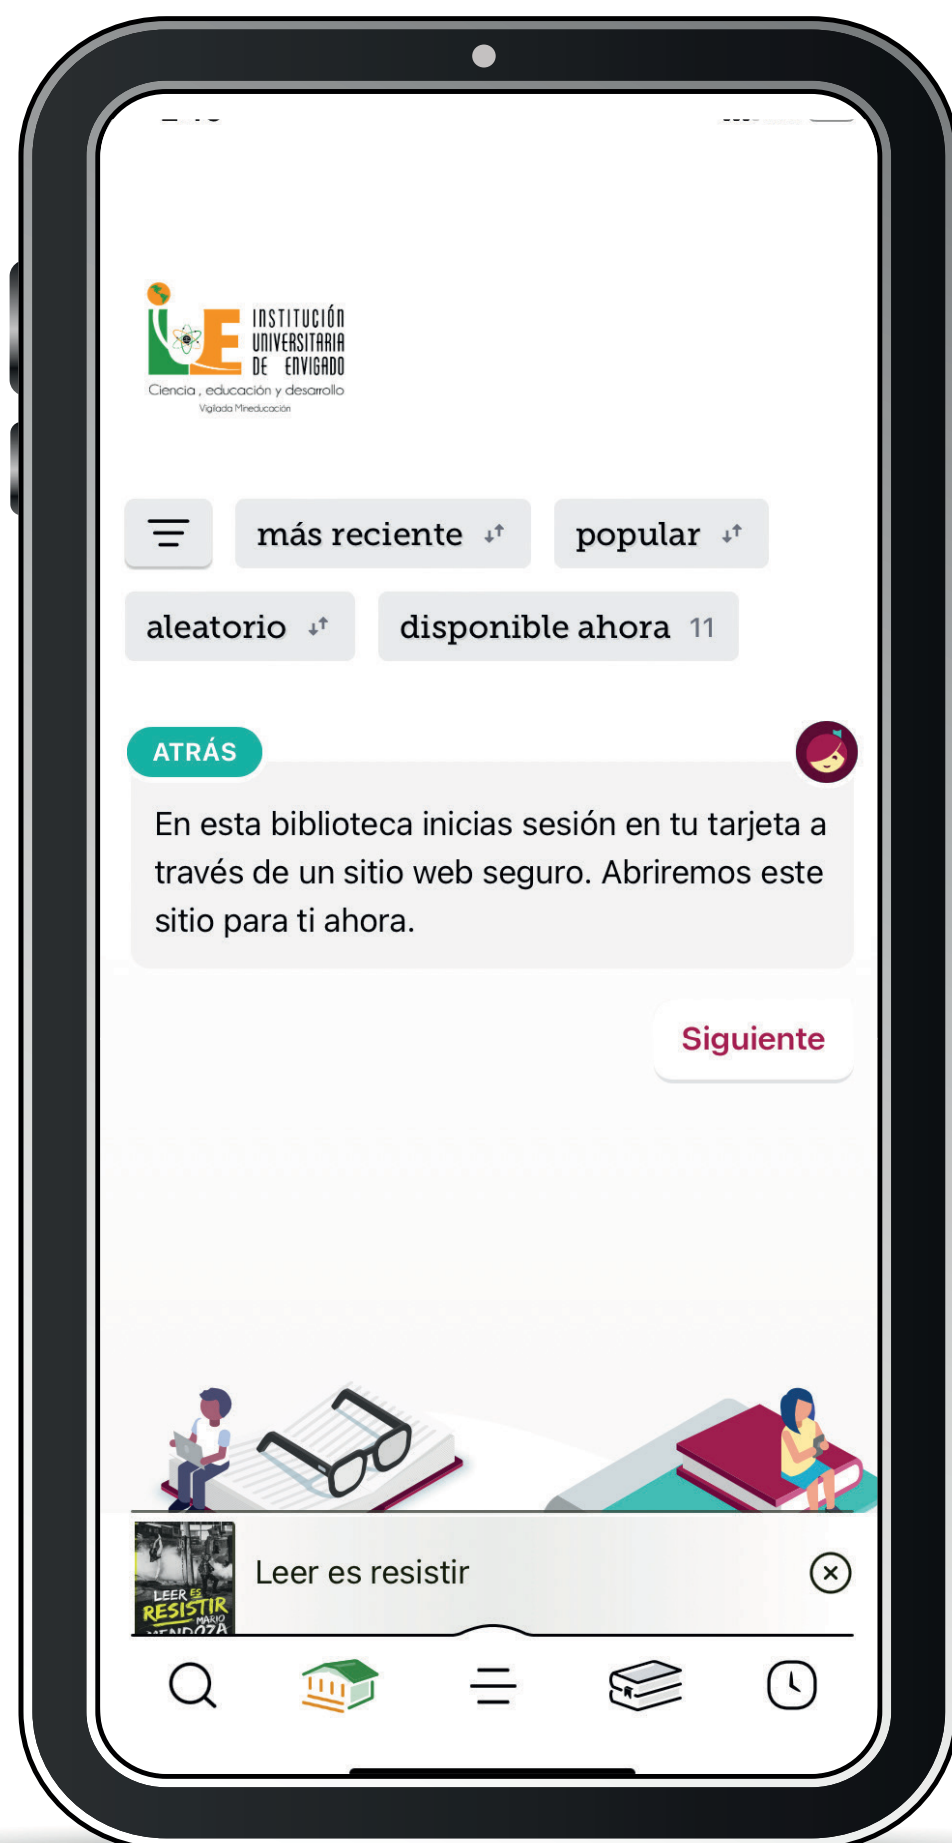 INSTITUCIÓN
UNIVERSITARIA
DE ENVIGADO
Ciencia, educación y desarrollo
Vigilada Mineducación
más reciente
popular
aleatorio
disponible ahora 11
ATRÁS
En esta biblioteca inicias sesión en tu tarjeta a
través de un sitio web seguro. Abriremos este
sitio para ti ahora.
Siguiente
Leer es resistir
LEER ES
RESISTIR
MARIO
MENDOZA